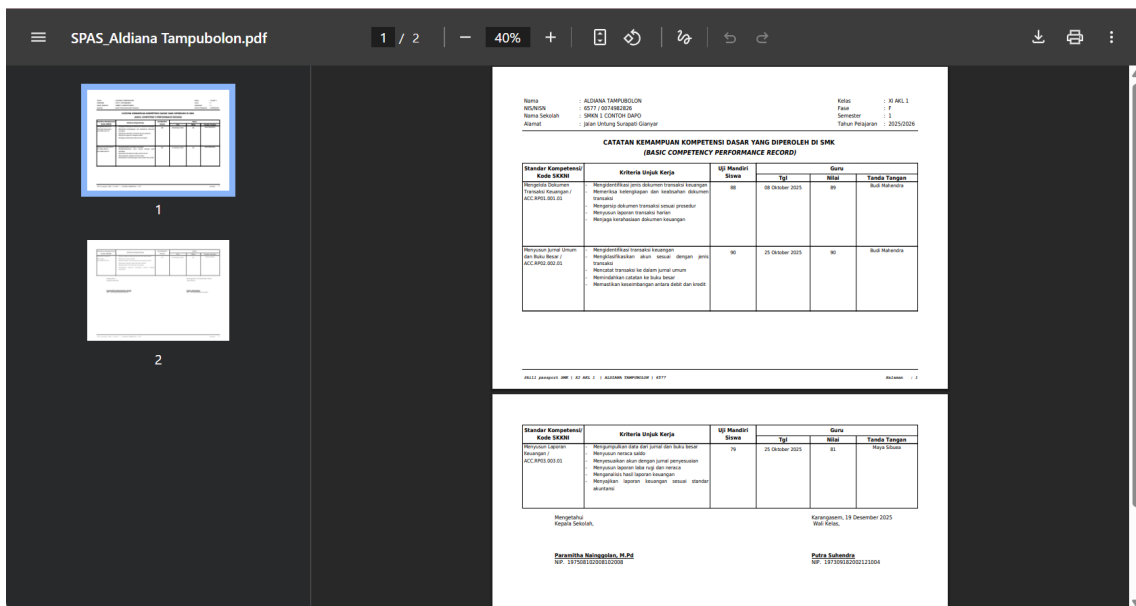 SPAS_Aldiana Tampubolon.pdf
1 / 2
40%
1
2
Nama : ALDIANA TAMPUBOLON Kelas : XI AKL 1
NIS/NISN : 6577 / 0074982826 Fase : F
Nama Sekolah : SMKN 1 CONTOH DAPO Semester : 1
Alamat : Jalan Untung Surapati Gianyar Tahun Pelajaran : 2025/2026
CATATAN KEMAMPUAN KOMPETENSI DASAR YANG DIPEROLEH DI SMK
(BASIC COMPETENCY PERFORMANCE RECORD)
Standar Kompetensi/ Kode SKKNI Kriteria Unjuk Kerja Uji Mandiri Siswa Guru
Tgl Nilai Tanda Tangan
Mengelola Dokumen Transaksi Keuangan / ACC.RP01.001.01
- Mengidentifikasi jenis dokumen transaksi keuangan
- Memeriksa kelengkapan dan keabsahan dokumen transaksi
- Mengarsip dokumen transaksi sesuai prosedur
- Menyusun laporan transaksi harian
- Menjaga kerahasiaan dokumen keuangan
88 08 Oktober 2025 89 Budi Mahendra
Menyusun Jurnal Umum dan Buku Besar / ACC.RP02.002.01
- Mengidentifikasi transaksi keuangan
- Mengklasifikasikan akun sesuai dengan jenis transaksi
- Mencatat transaksi ke dalam jurnal umum
- Memindahkan catatan ke buku besar
- Memastikan keseimbangan antara debit dan kredit
90 25 Oktober 2025 90 Budi Mahendra
Skill passport SMK | XI AKL 1 | ALDIANA TAMPUBOLON | 6577 Halaman : 1
Standar Kompetensi/ Kode SKKNI Kriteria Unjuk Kerja Uji Mandiri Siswa Guru
Tgl Nilai Tanda Tangan
Menyusun Laporan Keuangan / ACC.RP03.003.01
- Mengumpulkan data dari jurnal dan buku besar
- Menyusun neraca saldo
- Menyesuaikan akun dengan jurnal penyesuaian
- Menyusun laporan laba rugi dan neraca
- Menganalisis hasil laporan keuangan
- Menyajikan laporan keuangan sesuai standar akuntansi
79 25 Oktober 2025 81 Maya Sibuea
Mengetahui Karangasem, 19 Desember 2025
Kepala Sekolah, Wali Kelas,
Paramitha Nainggolan, M.Pd Putra Suhendra
NIP. 197508102008102008 NIP. 197309182002121004